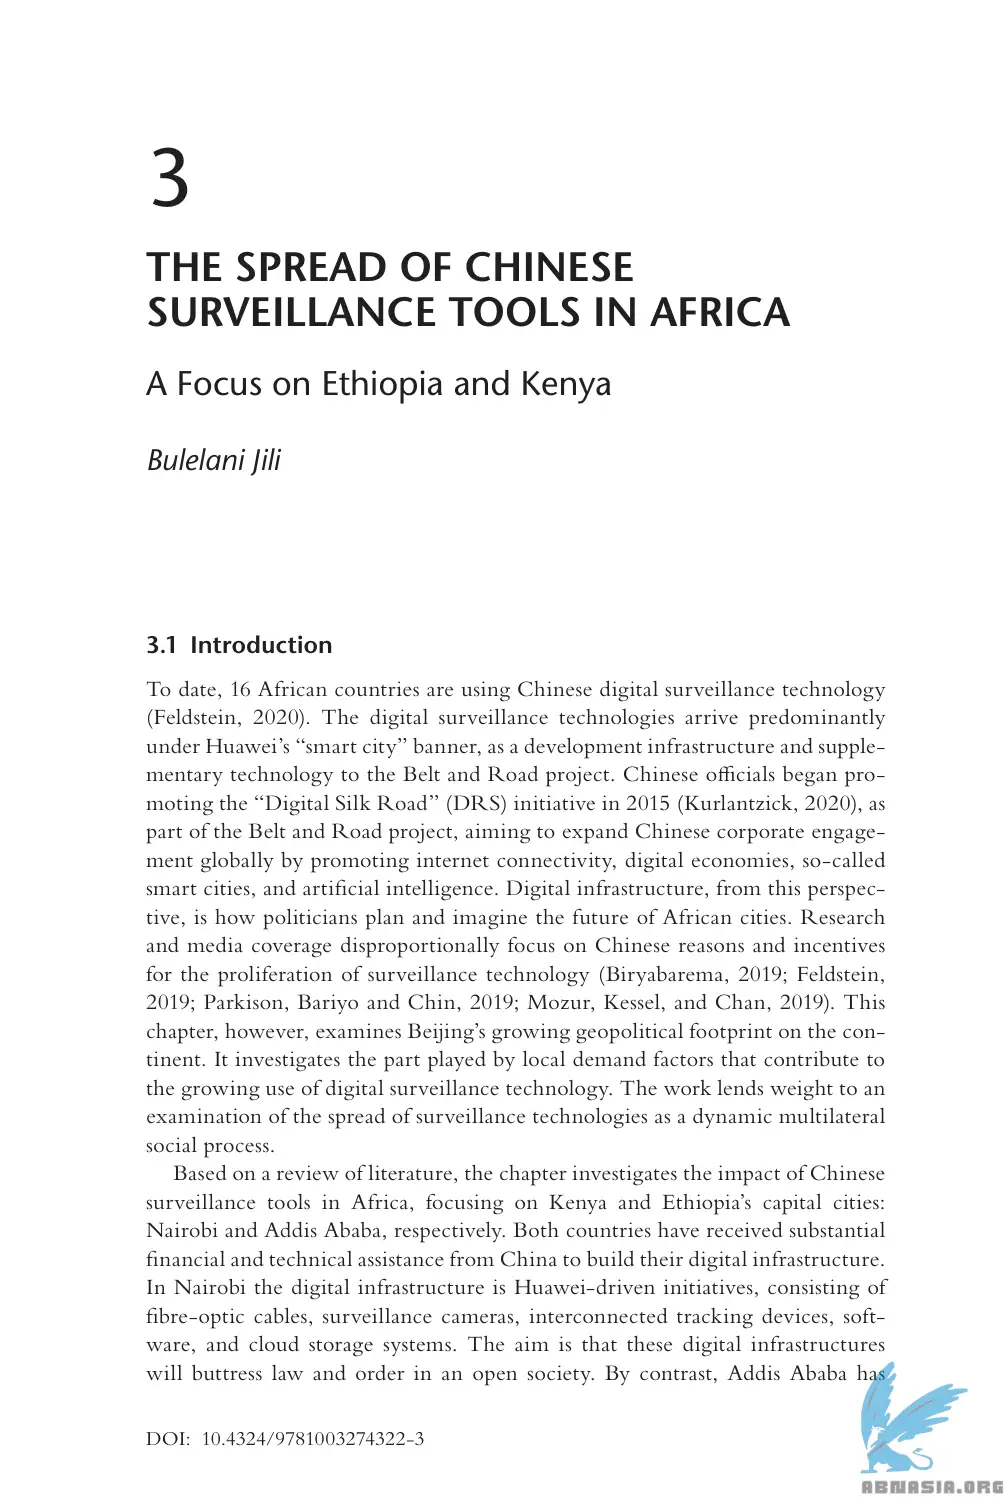 3
THE SPREAD OF CHINESE
SURVEILLANCE TOOLS IN AFRICA
A Focus on Ethiopia and Kenya
Bulelani Jili
3.1 Introduction
To date, 16 African countries are using Chinese digital surveillance technology
(Feldstein, 2020). The digital surveillance technologies arrive predominantly
under Huawei’s “smart city” banner, as a development infrastructure and supple-
mentary technology to the Belt and Road project. Chinese officials began pro-
moting the “Digital Silk Road” (DRS) initiative in 2015 (Kurlantzick, 2020), as
part of the Belt and Road project, aiming to expand Chinese corporate engage-
ment globally by promoting internet connectivity, digital economies, so-called
smart cities, and artificial intelligence. Digital infrastructure, from this perspec-
tive, is how politicians plan and imagine the future of African cities. Research
and media coverage disproportionally focus on Chinese reasons and incentives
for the proliferation of surveillance technology (Biryabarema, 2019; Feldstein,
2019; Parkison, Bariyo and Chin, 2019; Mozur, Kessel, and Chan, 2019). This
chapter, however, examines Beijing’s growing geopolitical footprint on the con-
tinent. It investigates the part played by local demand factors that contribute to
the growing use of digital surveillance technology. The work lends weight to an
examination of the spread of surveillance technologies as a dynamic multilateral
social process.
Based on a review of literature, the chapter investigates the impact of Chinese
surveillance tools in Africa, focusing on Kenya and Ethiopia’s capital cities:
Nairobi and Addis Ababa, respectively. Both countries have received substantial
financial and technical assistance from China to build their digital infrastructure.
In Nairobi the digital infrastructure is Huawei-driven initiatives, consisting of
fibre-optic cables, surveillance cameras, interconnected tracking devices, soft-
ware, and cloud storage systems. The aim is that these digital infrastructures
will buttress law and order in an open society. By contrast, Addis Ababa has
DOI: 10.4324/9781003274322-3
ABNASIA.ORG